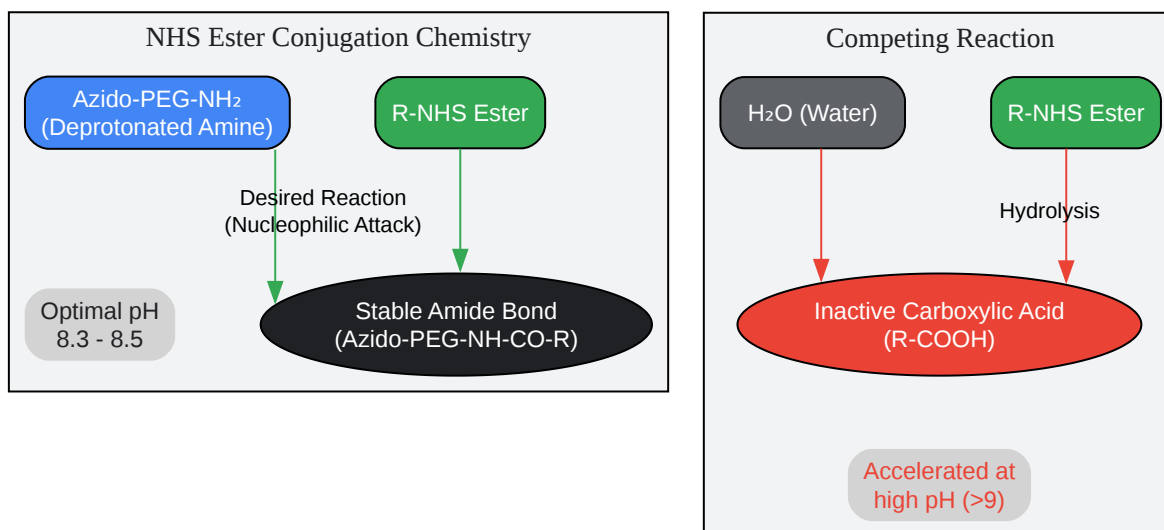 NHS Ester Conjugation Chemistry
Azido-PEG-NH₂
(Deprotonated Amine)
R-NHS Ester
Desired Reaction
(Nucleophilic Attack)
Optimal pH
8.3 - 8.5
Stable Amide Bond
(Azido-PEG-NH-CO-R)
Competing Reaction
H₂O (Water)
R-NHS Ester
Hydrolysis
Inactive Carboxylic Acid
(R-COOH)
Accelerated at
high pH (>9)